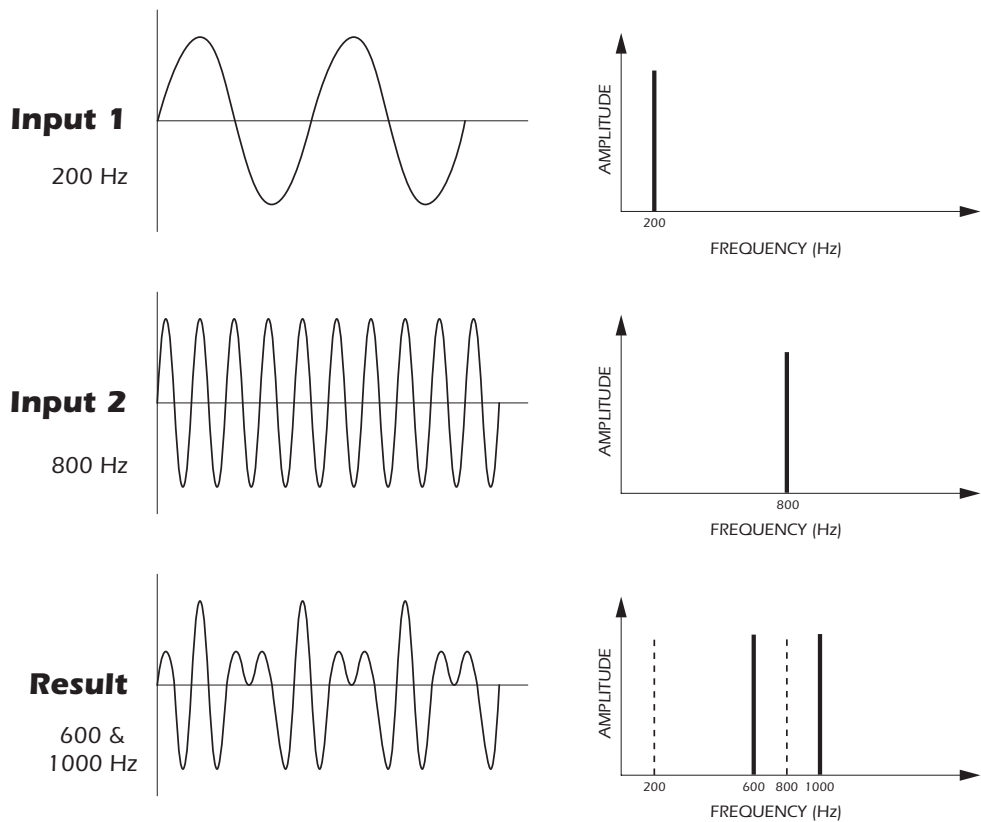 Input 1
200 Hz
AMPLITUDE
200
FREQUENCY (Hz)
Input 2
800 Hz
AMPLITUDE
800
FREQUENCY (Hz)
Result
600 &
1000 Hz
AMPLITUDE
200 600 800 1000
FREQUENCY (Hz)